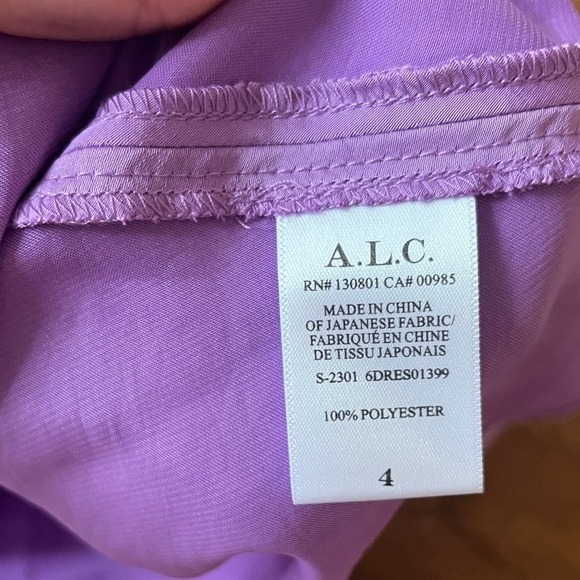 A.L.C.
RN# 130801 CA# 00985
MADE IN CHINA
OF JAPANESE FABRIC/
FABRIQUÉ EN CHINE
DE TISSU JAPONAIS
S-2301 6DRES01399
100% POLYESTER
4